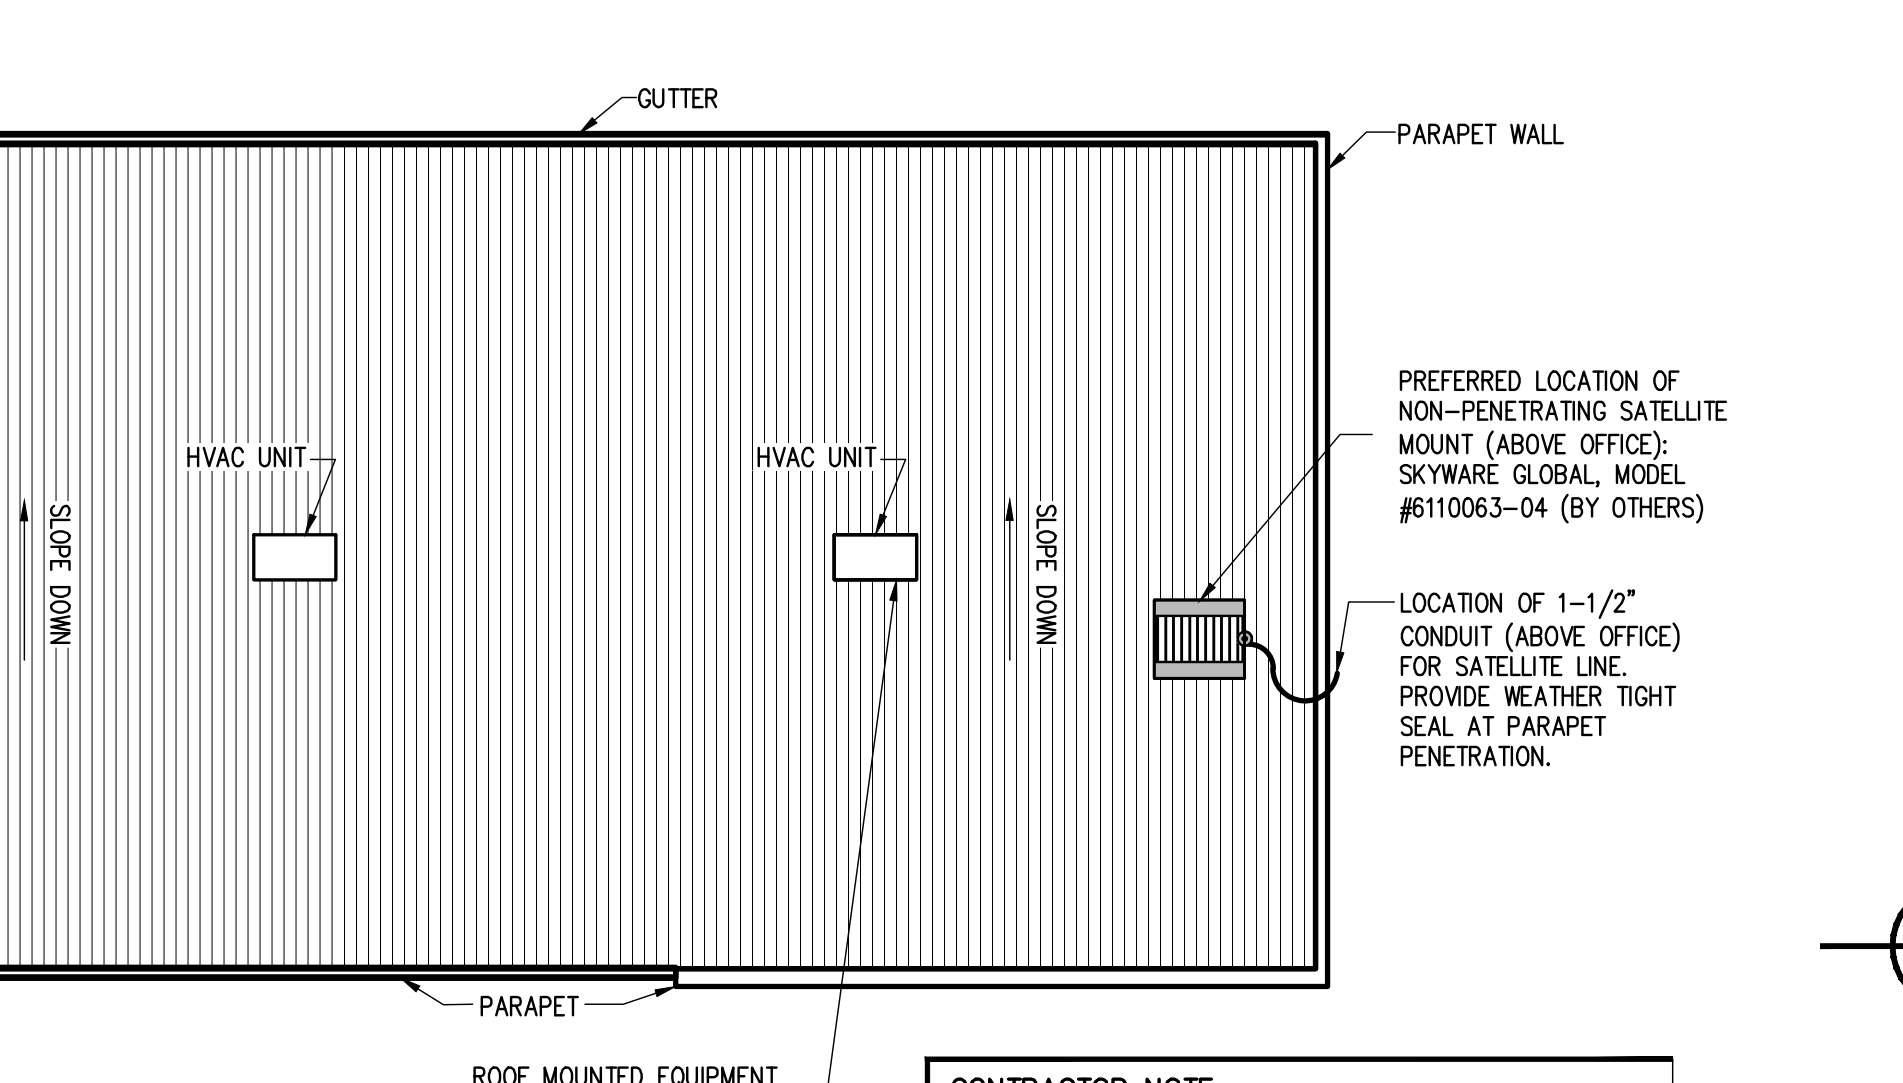 GUTTER
PARAPET WALL
PREFERRED LOCATION OF
NON-PENETRATING SATELLITE
MOUNT (ABOVE OFFICE):
SKYWARE GLOBAL, MODEL
#6110063-04 (BY OTHERS)
HVAC UNIT
HVAC UNIT
SLOPE DOWN
SLOPE DOWN
LOCATION OF 1-1/2"
CONDUIT (ABOVE OFFICE)
FOR SATELLITE LINE.
PROVIDE WEATHER TIGHT
SEAL AT PARAPET
PENETRATION.
PARAPET
ROOF MOUNTED EQUIPMENT
CONTRACTOR NOTE